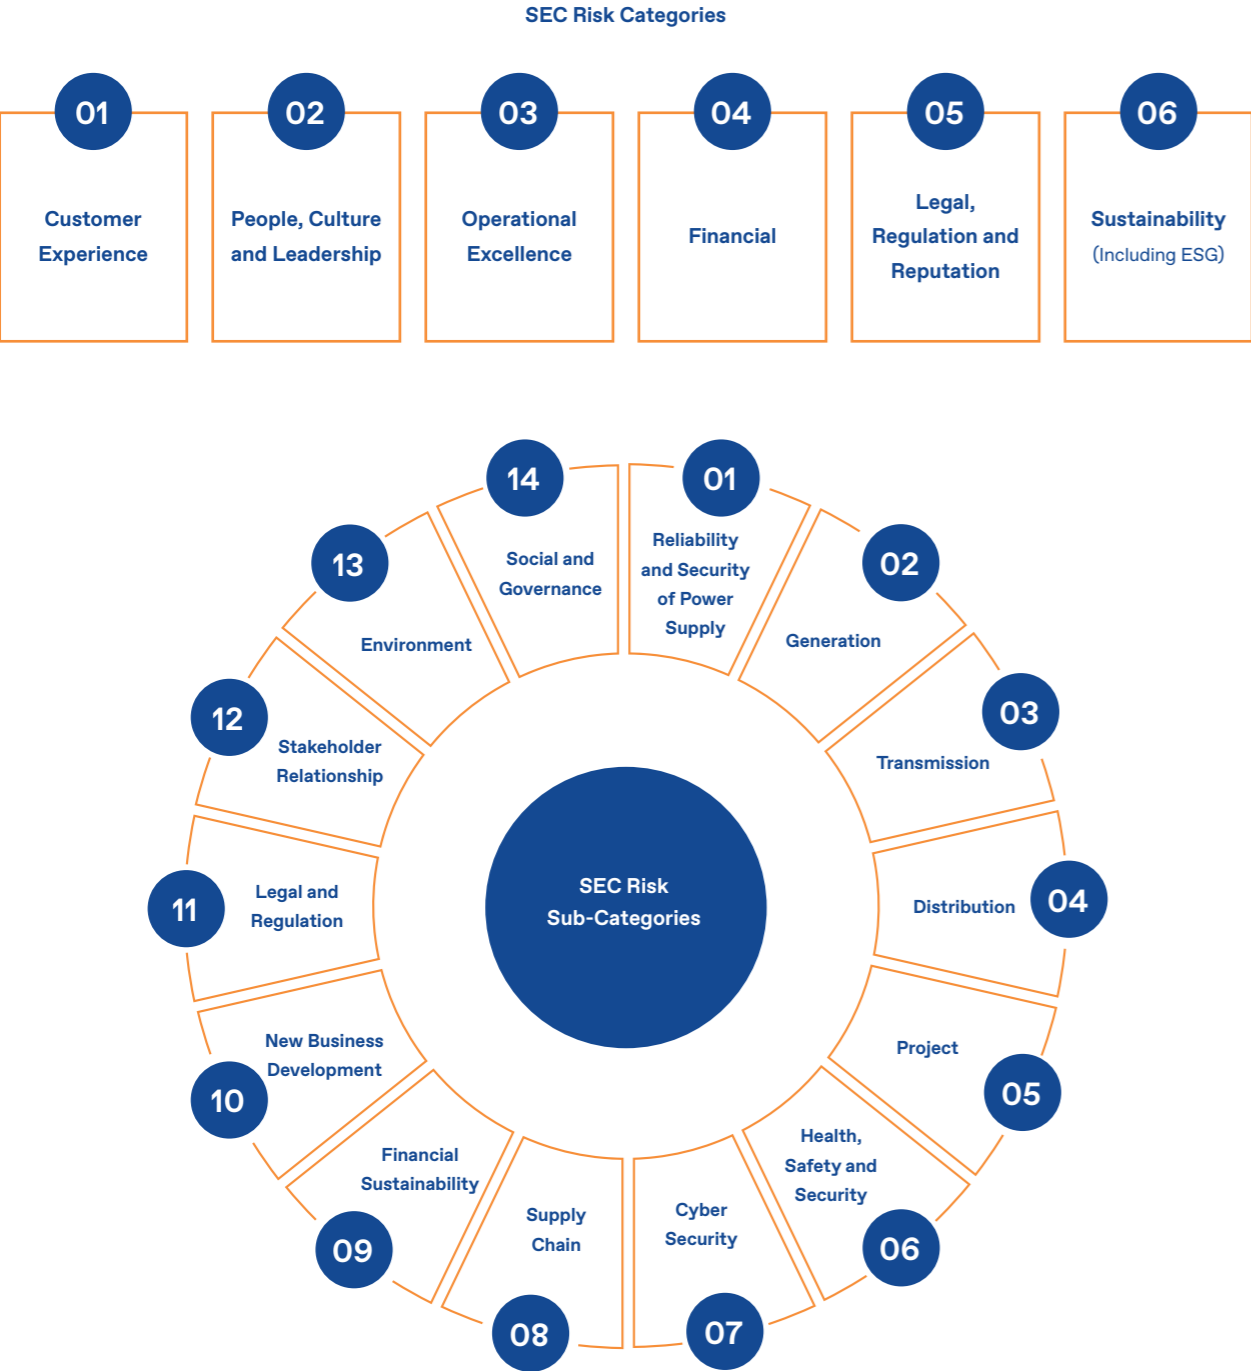 SEC Risk Categories
01
Customer
Experience
02
People, Culture
and Leadership
03
Operational
Excellence
04
Financial
05
Legal,
Regulation and
Reputation
06
Sustainability
(Including ESG)
SEC Risk
Sub-Categories
01
Reliability
and Security
of Power
Supply
02
Generation
03
Transmission
04
Distribution
05
Project
06
Health,
Safety and
Security
07
Cyber
Security
08
Supply
Chain
09
Financial
Sustainability
10
New Business
Development
11
Legal and
Regulation
12
Stakeholder
Relationship
13
Environment
14
Social and
Governance